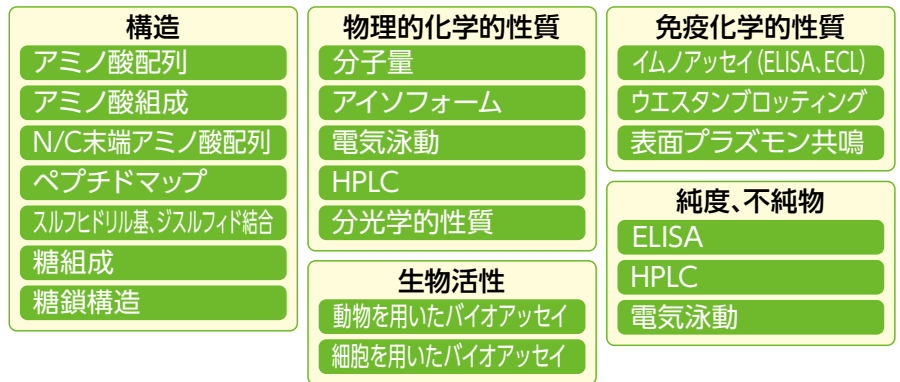 構造
アミノ酸配列
アミノ酸組成
N/C末端アミノ酸配列
ペプチドマップ
スルフヒドリル基、ジスルフィド結合
糖組成
糖鎖構造
物理的化学的性質
分子量
アイソフォーム
電気泳動
HPLC
分光学的性質
生物活性
動物を用いたバイオアッセイ
細胞を用いたバイオアッセイ
免疫化学的性質
イムノアッセイ(ELISA、ECL)
ウエスタンブロッティング
表面プラズモン共鳴
純度、不純物
ELISA
HPLC
電気泳動